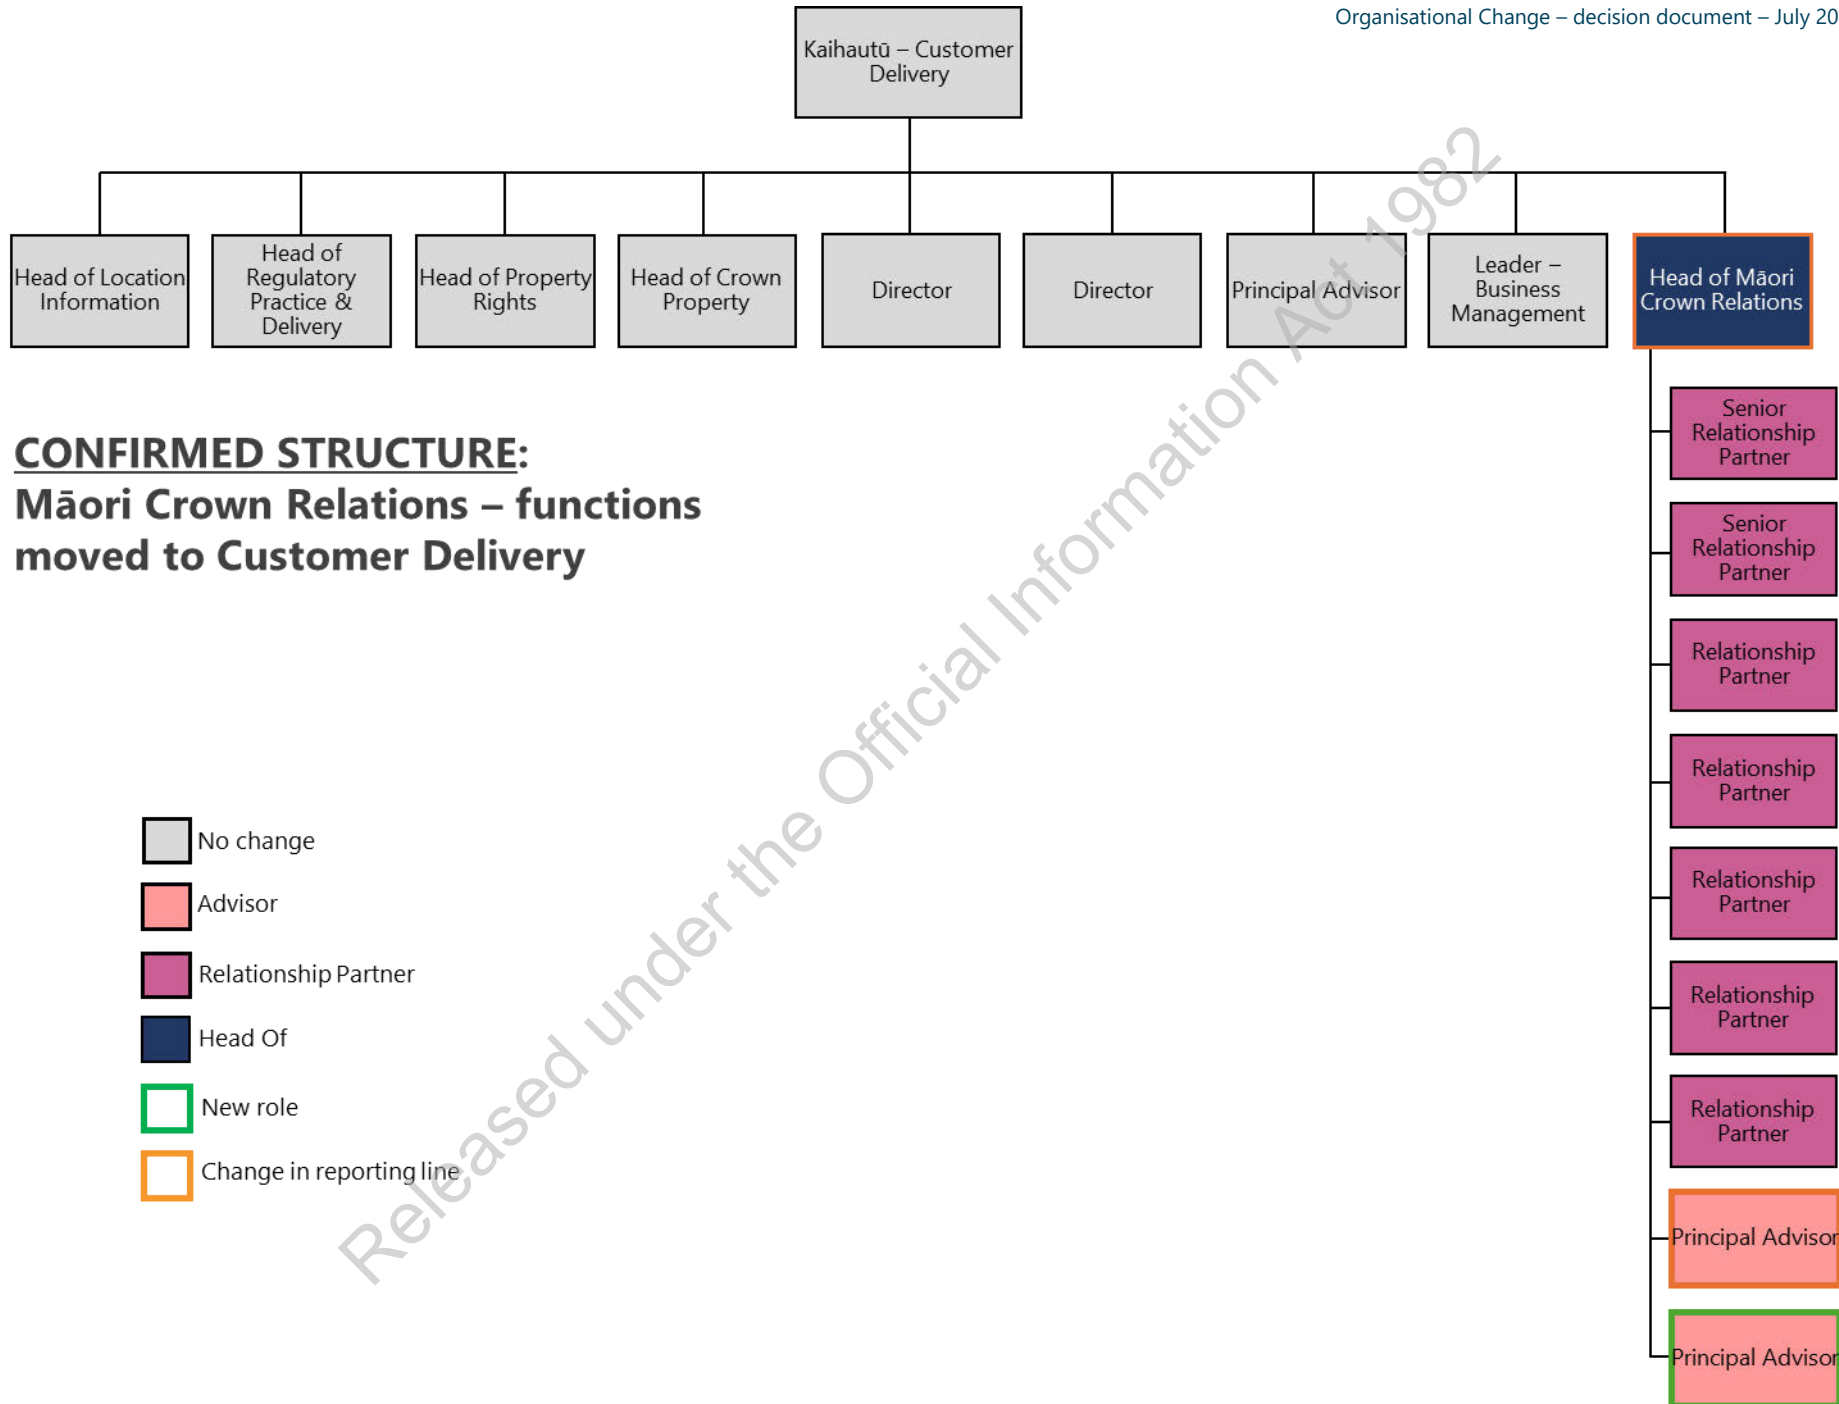 Organisational Change – decision document – July 20
Kaihautū – Customer
Delivery
Head of Location
Information
Head of
Regulatory
Practice &
Delivery
Head of Property
Rights
Head of Crown
Property
Director
Director
Principal Advisor
Leader –
Business
Management
Head of Māori
Crown Relations
CONFIRMED STRUCTURE:
Māori Crown Relations – functions
moved to Customer Delivery
Senior
Relationship
Partner
Senior
Relationship
Partner
Relationship
Partner
Relationship
Partner
Relationship
Partner
Relationship
Partner
Relationship
Partner
Principal Advisor
Principal Advisor
No change
Advisor
Relationship Partner
Head Of
New role
Change in reporting line
Released under the Official Information Act 1982